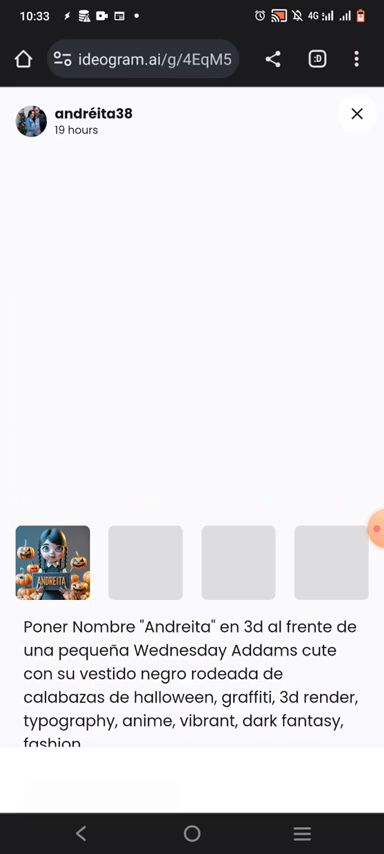 10:33
4G
ideogram.ai/g/4EqM5
:D
andréita38
19 hours
ANDREITA
Poner Nombre "Andreita" en 3d al frente de
una pequeña Wednesday Addams cute
con su vestido negro rodeada de
calabazas de halloween, graffiti, 3d render,
typography, anime, vibrant, dark fantasy,
fashion